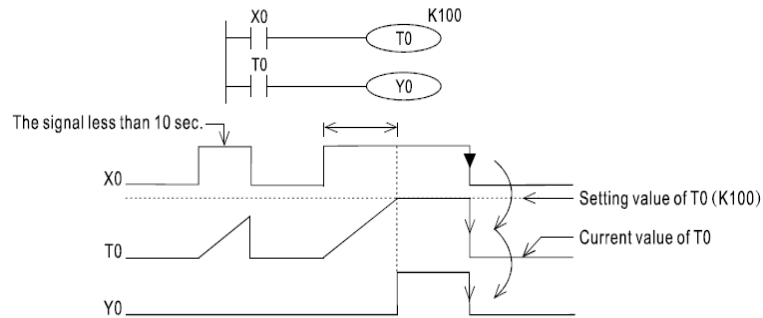 X0
K100
T0
T0
Y0
The signal less than 10 sec.
X0
Setting value of T0 (K100)
T0
Current value of T0
Y0